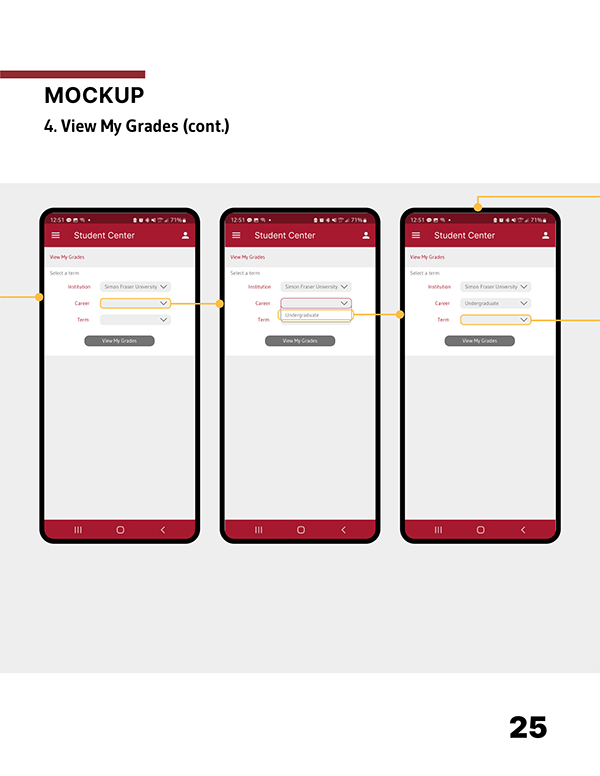 MOCKUP
4. View My Grades (cont.)
12:51 71%
Student Center
View My Grades
Select a term
Institution Simon Fraser University
Career
Term
View My Grades
12:51 71%
Student Center
View My Grades
Select a term
Institution Simon Fraser University
Career
Undergraduate
Term
View My Grades
12:51 71%
Student Center
View My Grades
Select a term
Institution Simon Fraser University
Career Undergraduate
Term
View My Grades
25